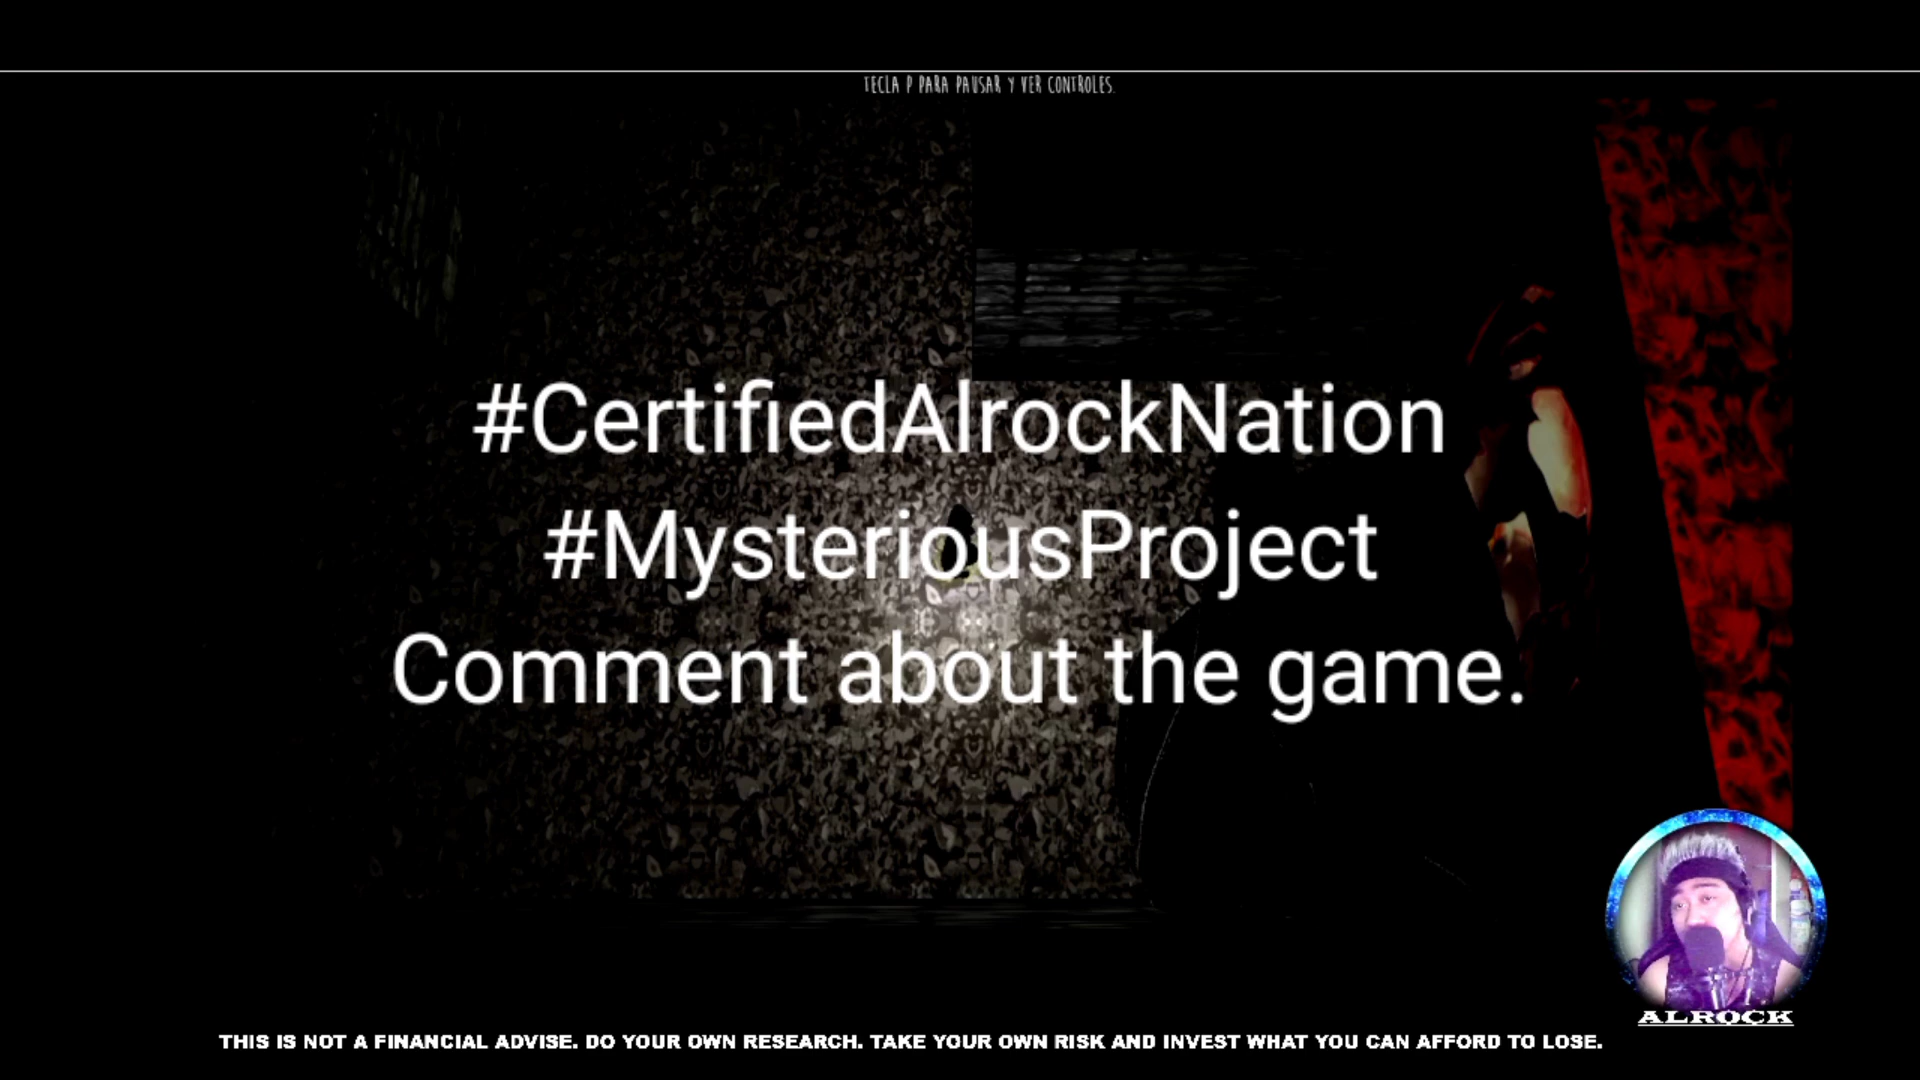 TECLA P PARA PAUSAR Y VER CONTROLES.
#CertifiedAlrockNation
#MysteriousProject
Comment about the game.
ALROCK
THIS IS NOT A FINANCIAL ADVISE. DO YOUR OWN RESEARCH. TAKE YOUR OWN RISK AND INVEST WHAT YOU CAN AFFORD TO LOSE.